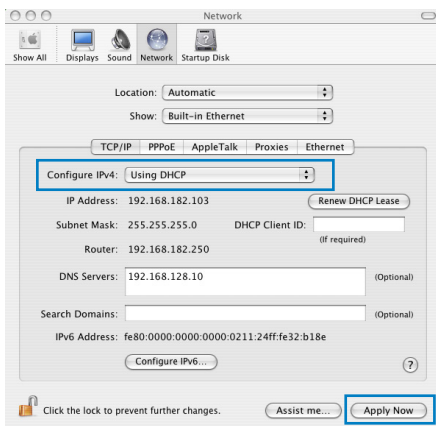 Network
Show All Displays Sound Network Startup Disk
Location: Automatic
Show: Built-in Ethernet
TCP/IP PPPoE AppleTalk Proxies Ethernet
Configure IPv4: Using DHCP
IP Address: 192.168.182.103 Renew DHCP Lease
Subnet Mask: 255.255.255.0 DHCP Client ID:
(If required)
Router: 192.168.182.250
DNS Servers: 192.168.128.10 (Optional)
Search Domains: (Optional)
IPv6 Address: fe80:0000:0000:0000:0211:24ff:fe32:b18e
Configure IPv6... ?
Click the lock to prevent further changes. Assist me... Apply Now